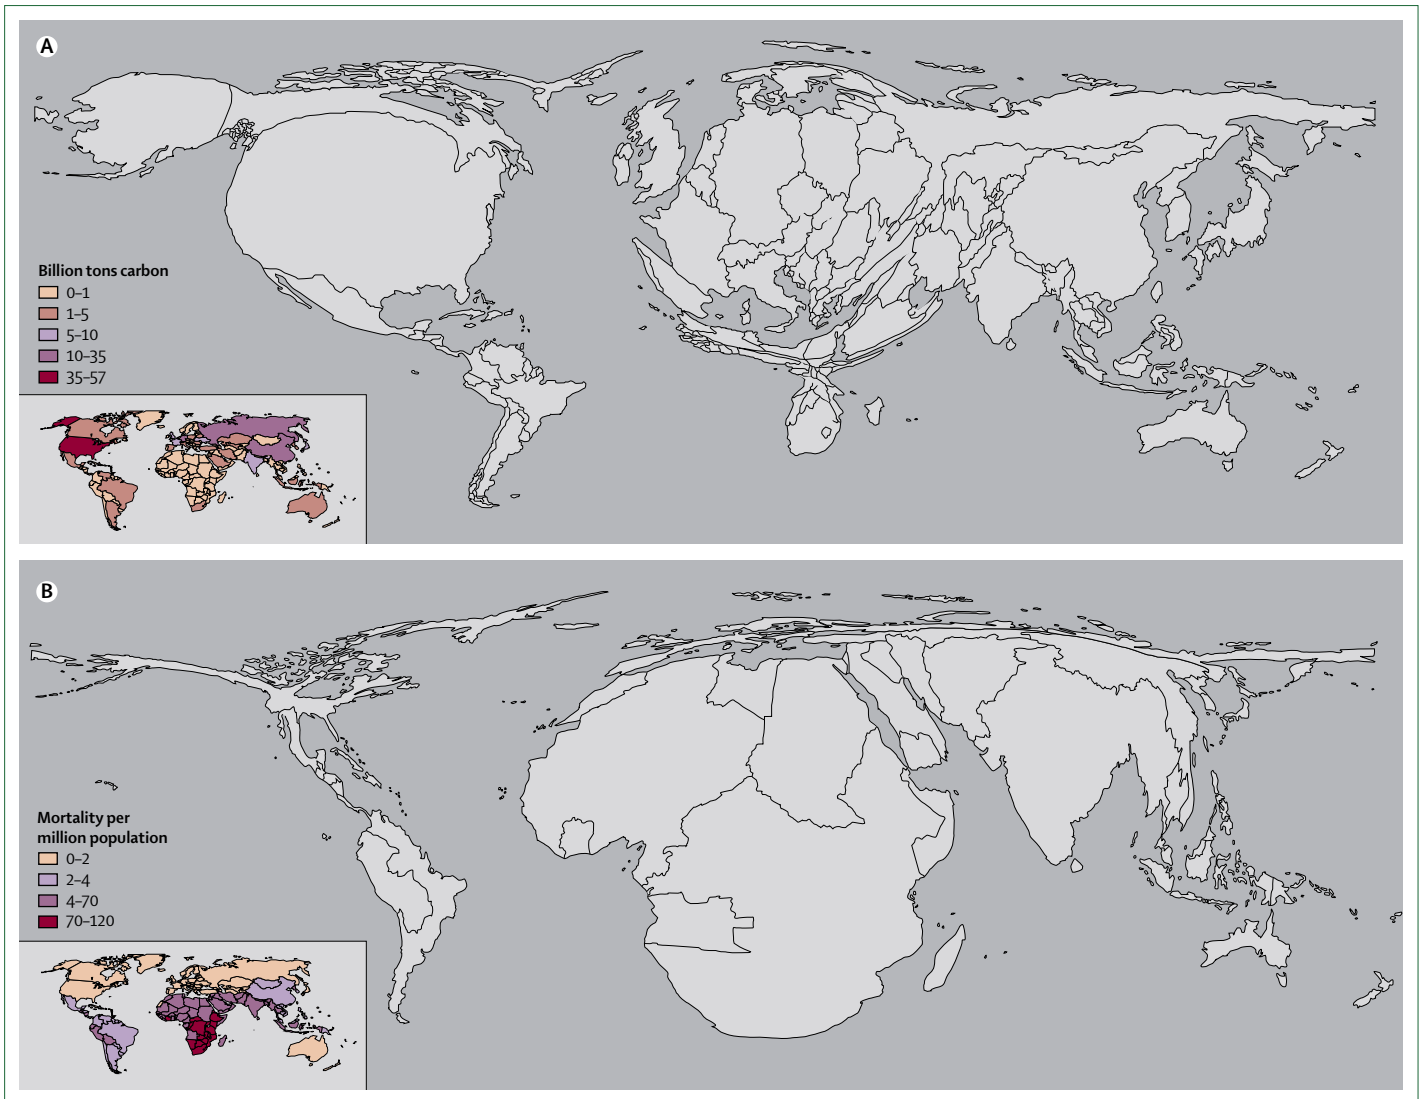 A
Billion tons carbon
0–1
1–5
5–10
10–35
35–57
B
Mortality per
million population
0–2
2–4
4–70
70–120